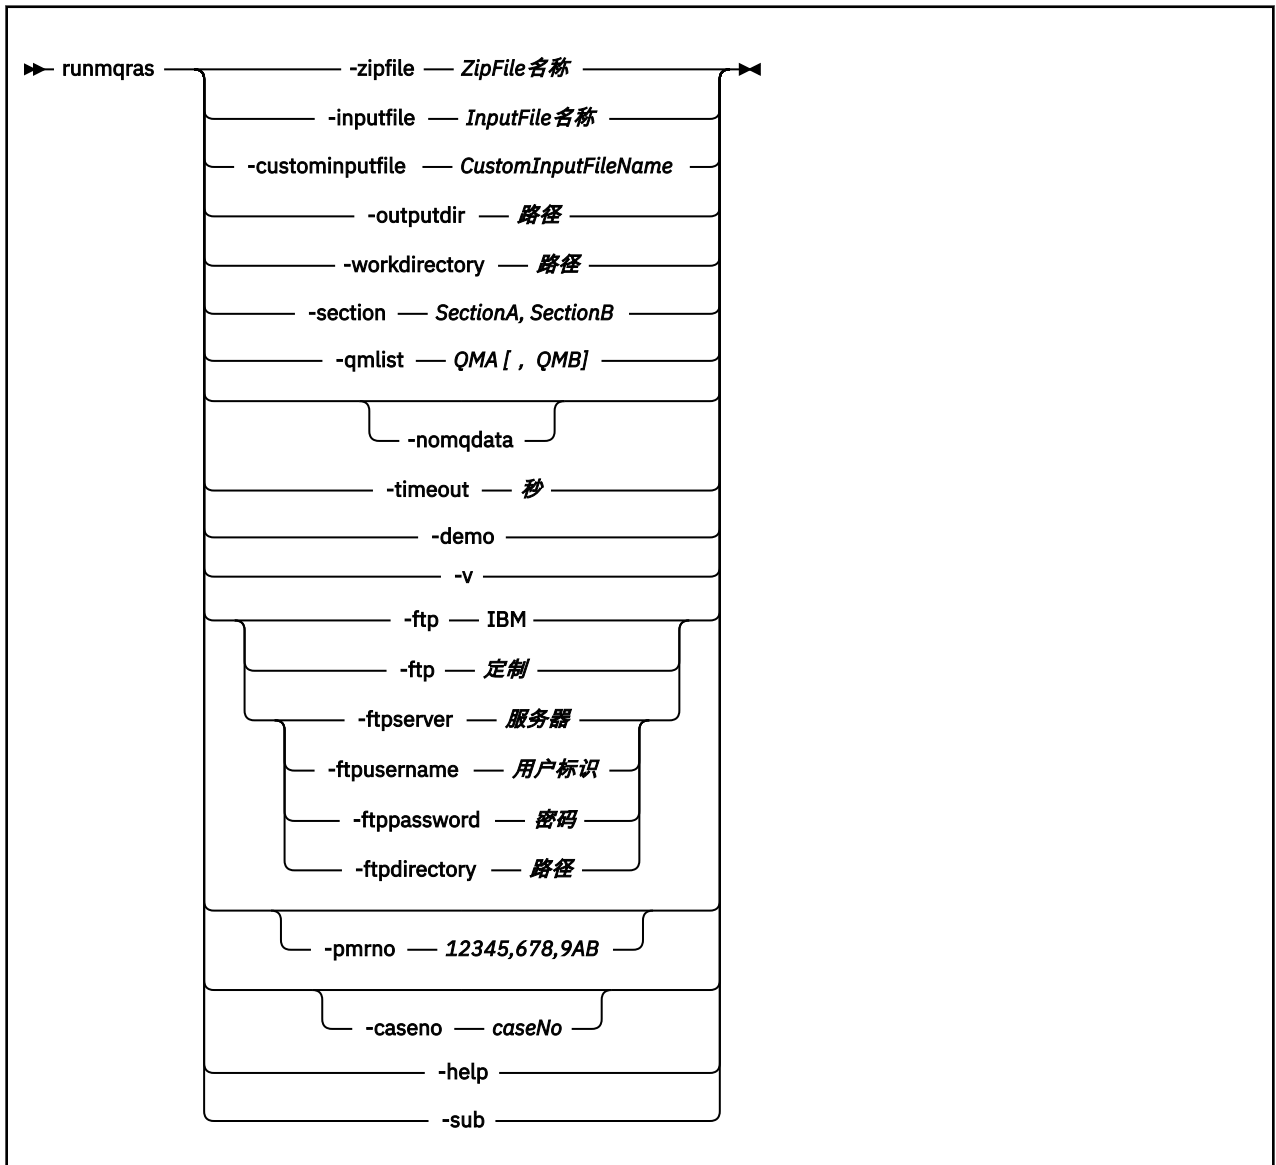 runmqras -zipfile ZipFile名称
-inputfile InputFile名称
-custominputfile CustomInputFileName
-outputdir 路径
-workdirectory 路径
-section SectionA, SectionB
-qmlist QMA [ , QMB]
-nomqdata
-timeout 秒
-demo
-v
-ftp IBM
-ftp 定制
-ftpserver 服务器
-ftpusername 用户标识
-ftppassword 密码
-ftpdirectory 路径
-pmrno 12345,678,9AB
-caseno caseNo
-help
-sub